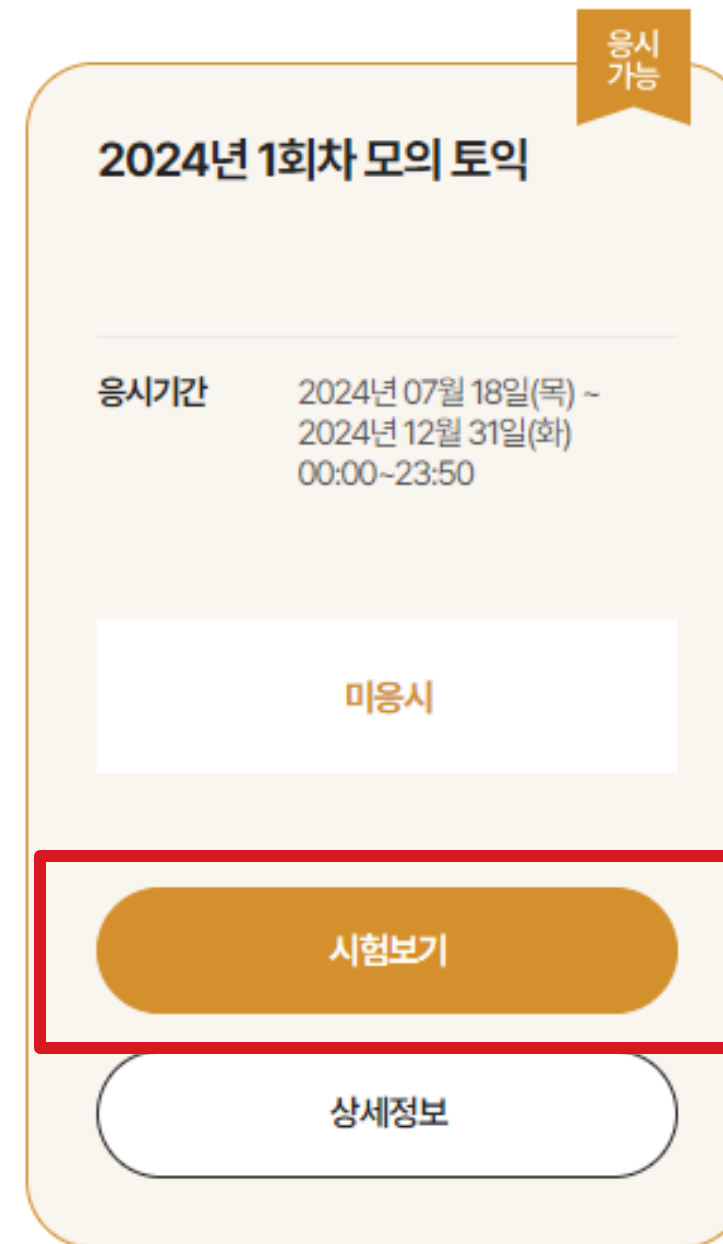 응시
가능
2024년 1회차 모의 토익
응시기간
2024년 07월 18일(목) ~
2024년 12월 31일(화)
00:00~23:50
미응시
시험보기
상세정보